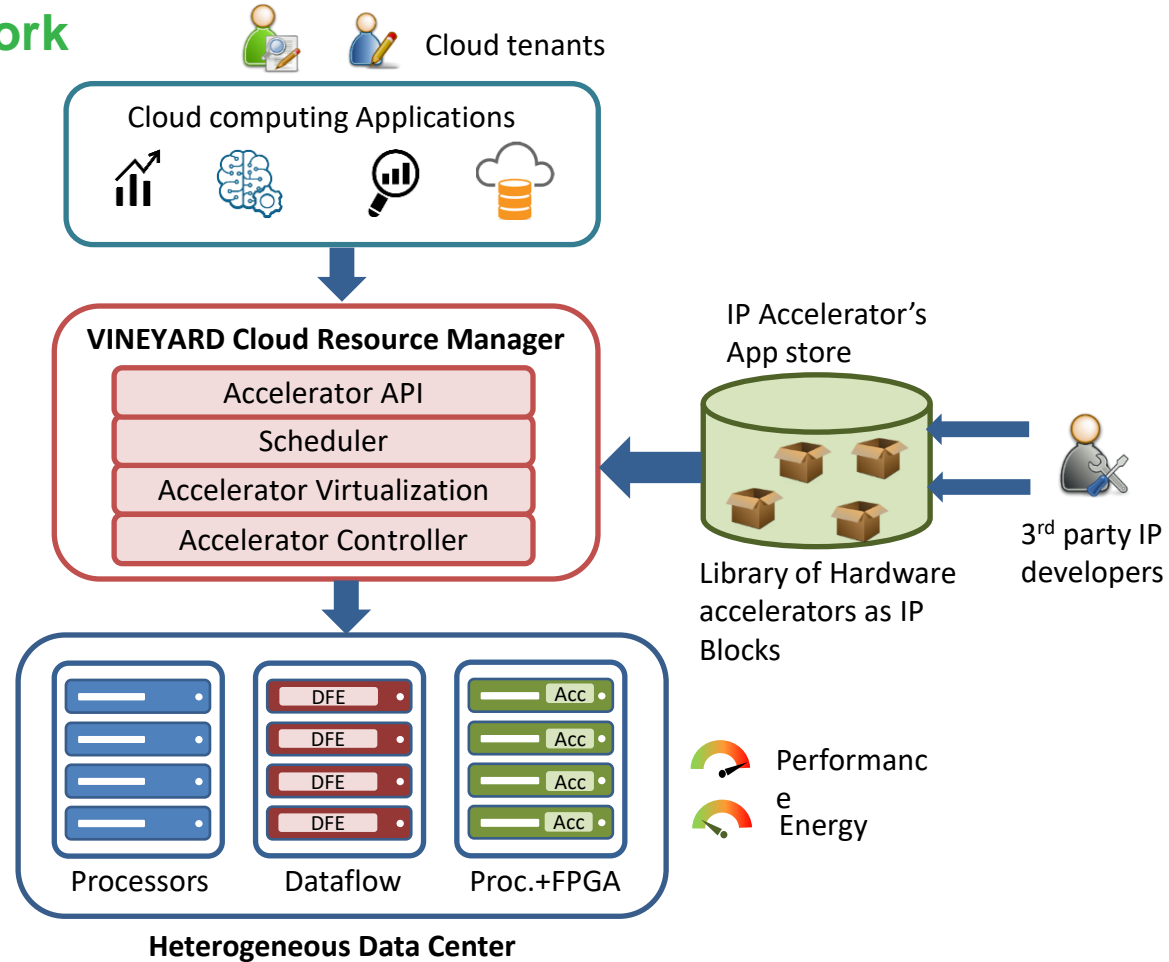 ork
Cloud tenants
Cloud computing Applications
VINEYARD Cloud Resource Manager
Accelerator API
Scheduler
Accelerator Virtualization
Accelerator Controller
IP Accelerator’s
App store
Library of Hardware
accelerators as IP
Blocks
3rd party IP
developers
DFE
DFE
DFE
DFE
Acc
Acc
Acc
Acc
Processors
Dataflow
Proc.+FPGA
Performanc
e
Energy
Heterogeneous Data Center